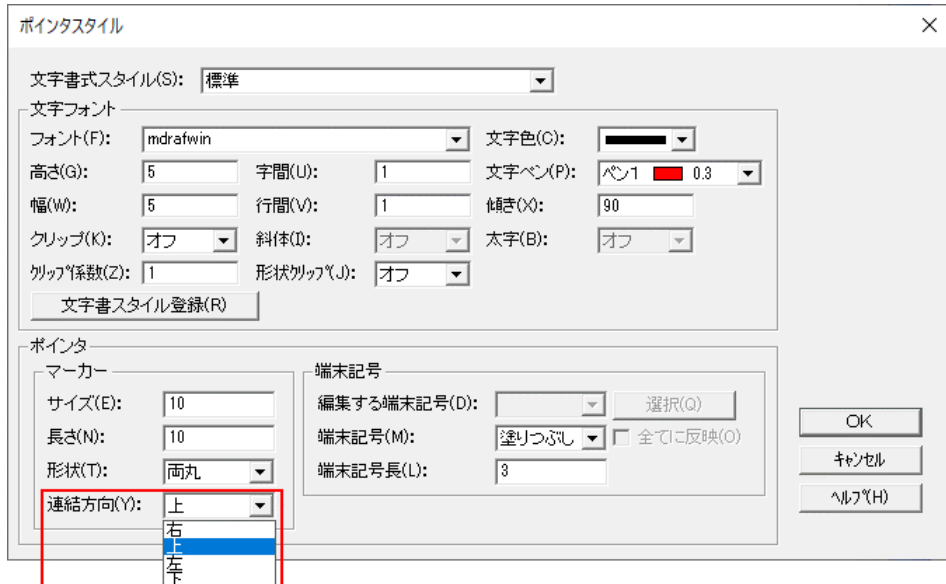 ポインタスタイル
文字書式スタイル(S): 標準
文字フォント
フォント(F): mdrafwin 文字色(C):
高さ(G): 5 字間(U): 1 文字ペン(P): ペン1 0.3
幅(W): 5 行間(V): 1 傾き(X): 90
クリップ(K): オフ 斜体(I): オフ 太字(B): オフ
クリップ係数(Z): 1 形状クリップ(J): オフ
文字書スタイル登録(R)
ポインタ
マーカー
サイズ(E): 10
長さ(N): 10
形状(T): 両丸
連結方向(Y): 上
右
上
左
下
端末記号
編集する端末記号(D): 選択(Q)
端末記号(M): 塗りつぶし 全てに反映(O)
端末記号長(L): 3
OK
キャンセル
ヘルプ(H)